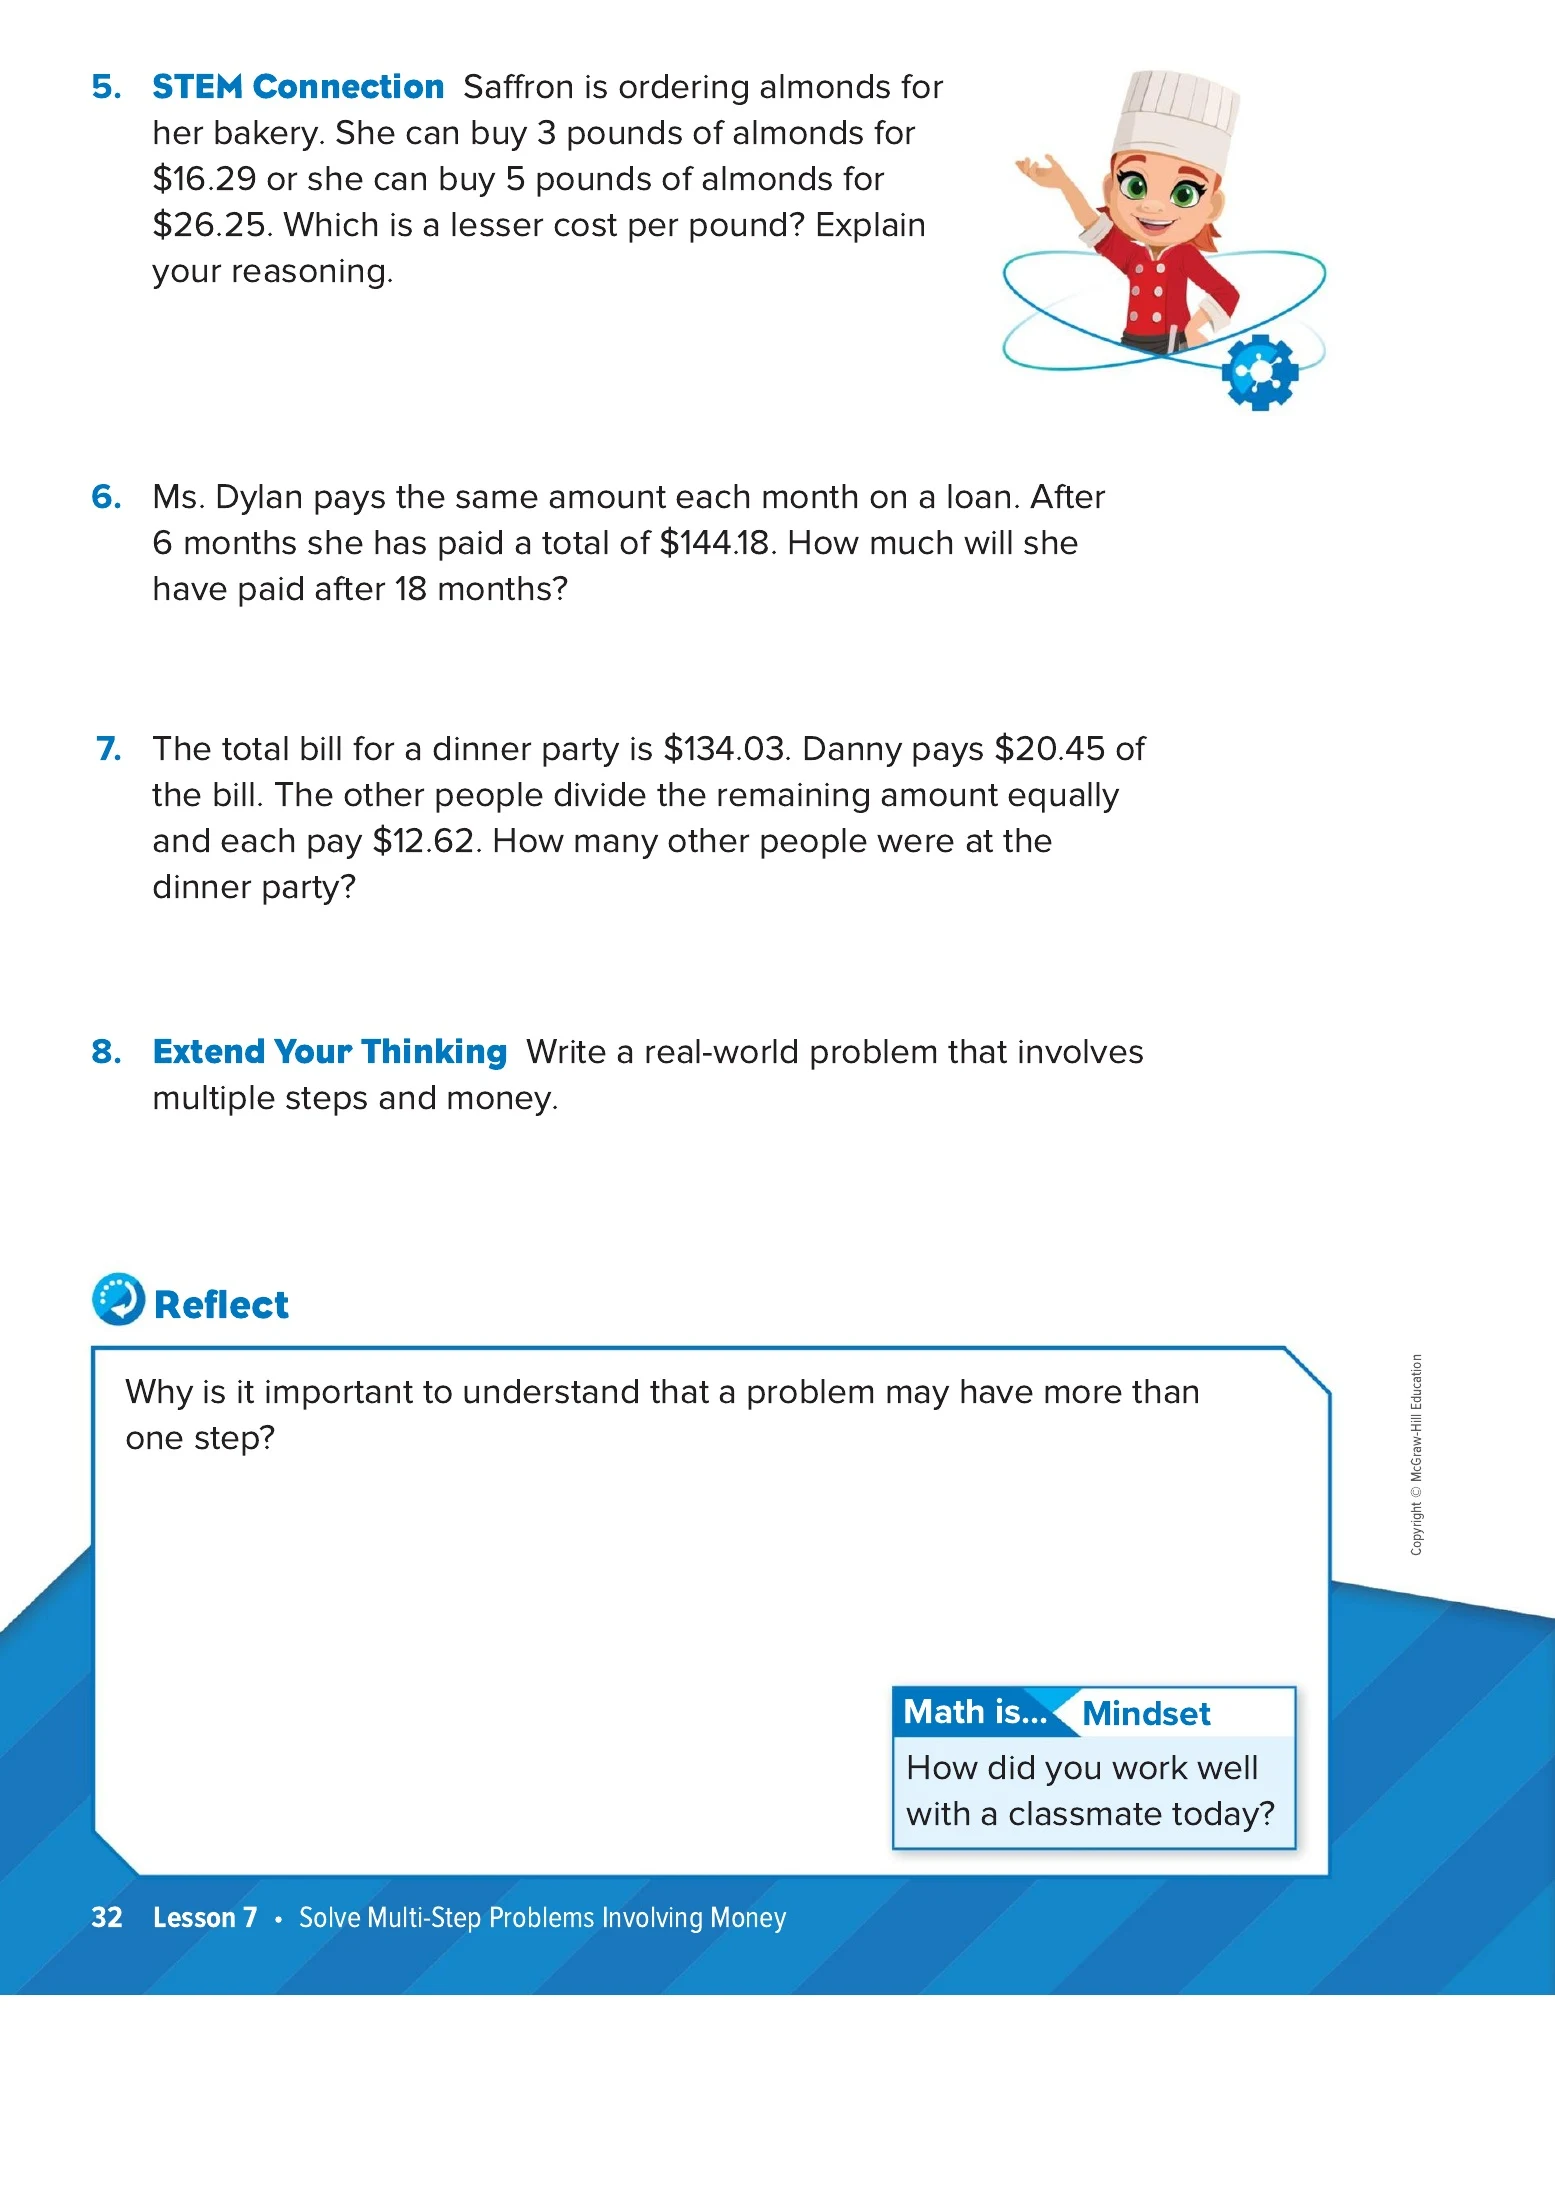 5. STEM Connection Saffron is ordering almonds for
her bakery. She can buy 3 pounds of almonds for
$16.29 or she can buy 5 pounds of almonds for
$26.25. Which is a lesser cost per pound? Explain
your reasoning.
6. Ms. Dylan pays the same amount each month on a loan. After
6 months she has paid a total of $144.18. How much will she
have paid after 18 months?
7. The total bill for a dinner party is $134.03. Danny pays $20.45 of
the bill. The other people divide the remaining amount equally
and each pay $12.62. How many other people were at the
dinner party?
8. Extend Your Thinking Write a real-world problem that involves
multiple steps and money.
Reflect
Why is it important to understand that a problem may have more than
one step?
Math is... Mindset
How did you work well
with a classmate today?
Copyright © McGraw-Hill Education
32 Lesson 7 • Solve Multi-Step Problems Involving Money